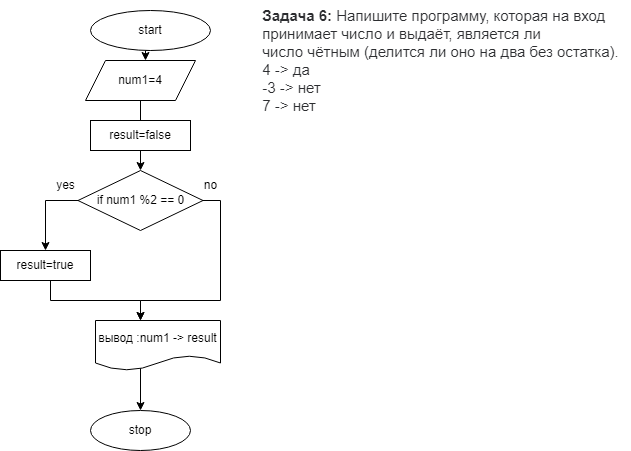 start
num1=4
result=false
if num1 %2 == 0
yes
no
result=true
вывод :num1 -> result
stop
Задача 6: Напишите программу, которая на вход
принимает число и выдаёт, является ли
число чётным (делится ли оно на два без остатка).
4 -> да
-3 -> нет
7 -> нет